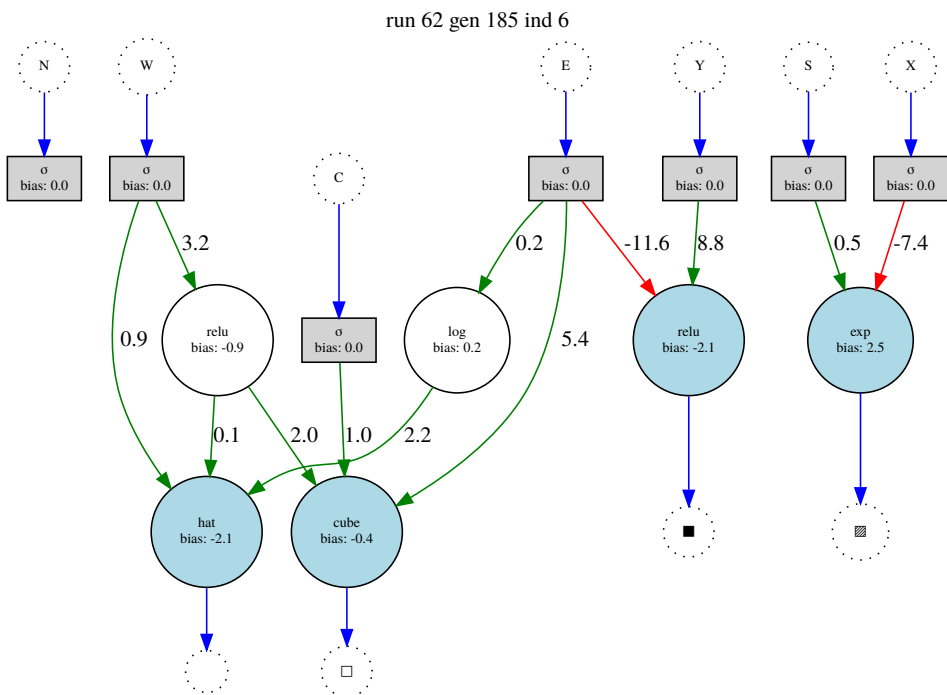 run 62 gen 185 ind 6
N
W
E
Y
S
X
σ
bias: 0.0
σ
bias: 0.0
C
σ
bias: 0.0
σ
bias: 0.0
σ
bias: 0.0
σ
bias: 0.0
3.2
0.2
-11.6
8.8
0.5
-7.4
0.9
relu
bias: -0.9
σ
bias: 0.0
log
bias: 0.2
5.4
relu
bias: -2.1
exp
bias: 2.5
0.1
2.0
1.0
2.2
hat
bias: -2.1
cube
bias: -0.4
■
▨
□